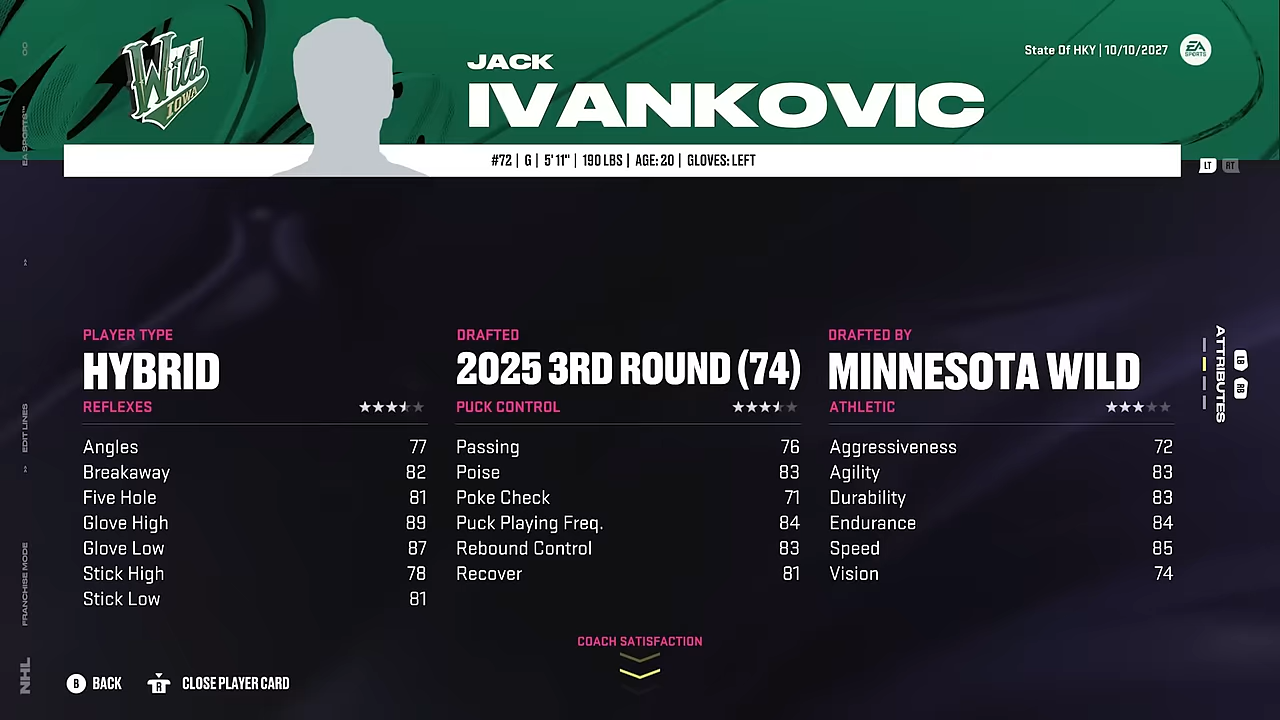 Wild
IOWA
JACK
IVANKOVIC
State Of HKY | 10/10/2027
EA
SPORTS
#72 | G | 5' 11" | 190 LBS | AGE: 20 | GLOVES: LEFT
LT RT
PLAYER TYPE
HYBRID
DRAFTED
2025 3RD ROUND (74)
DRAFTED BY
MINNESOTA WILD
REFLEXES
Angles 77
Breakaway 82
Five Hole 81
Glove High 89
Glove Low 87
Stick High 78
Stick Low 81
PUCK CONTROL
Passing 76
Poise 83
Poke Check 71
Puck Playing Freq. 84
Rebound Control 83
Recover 81
ATHLETIC
Aggressiveness 72
Agility 83
Durability 83
Endurance 84
Speed 85
Vision 74
ATTRIBUTES
LB
RB
COACH SATISFACTION
B BACK
R CLOSE PLAYER CARD
NHL
FRANCHISE MODE
EDIT LINES
EA SPORTS™